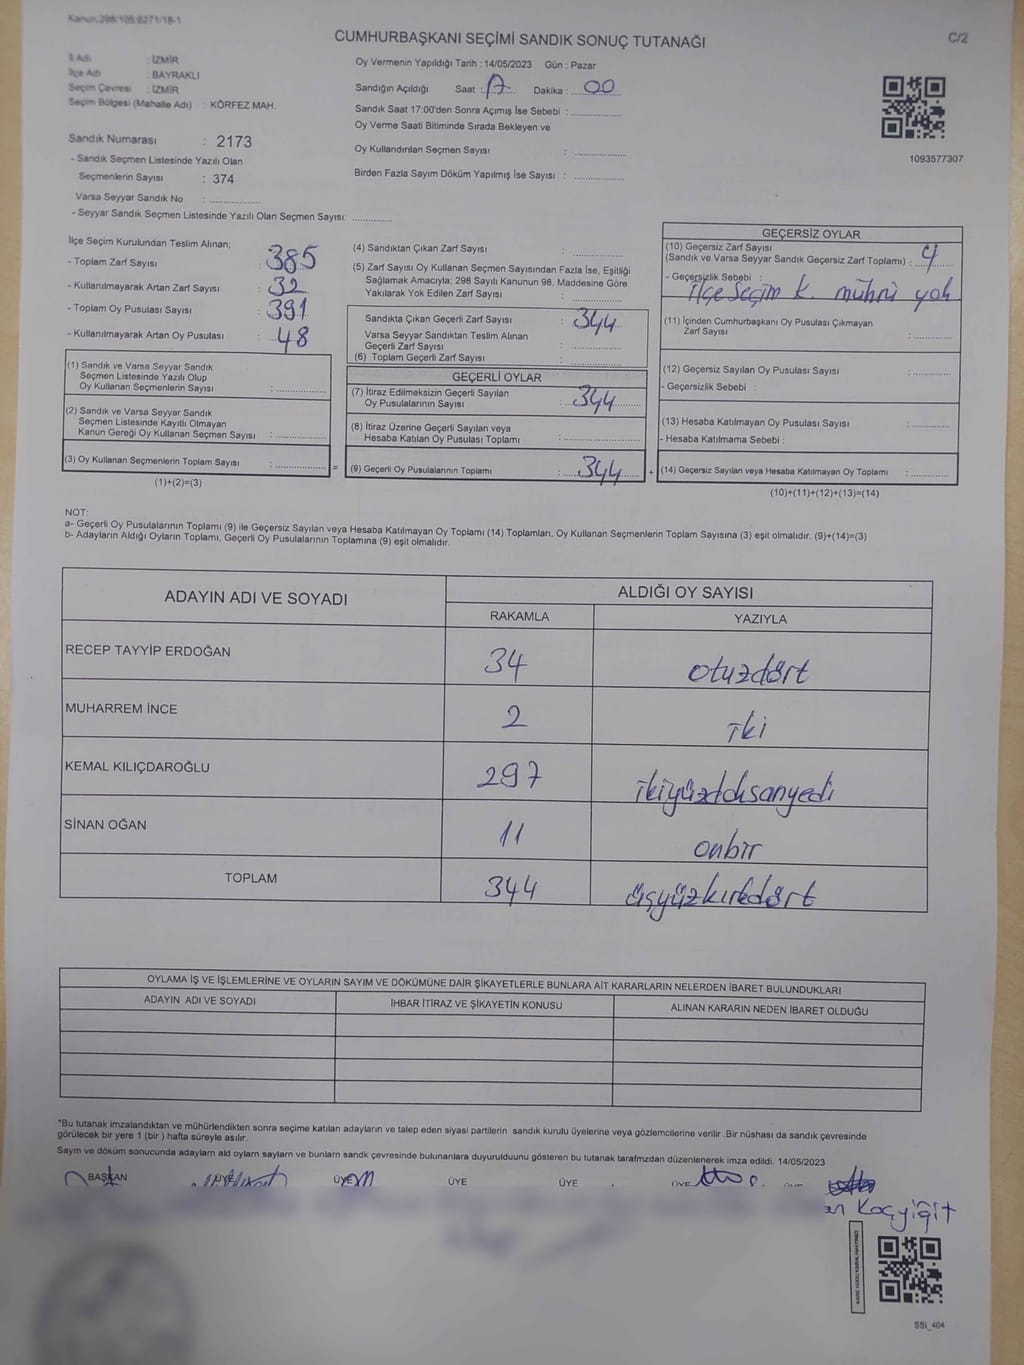 Kanun:298/105;6271/18-1
CUMHURBAŞKANI SEÇİMİ SANDIK SONUÇ TUTANAĞI
C/2
İl Adı : İZMİR
İlçe Adı : BAYRAKLI
Seçim Çevresi : İZMİR
Seçim Bölgesi (Mahalle Adı) : KÖRFEZ MAH.
Sandık Numarası : 2173
- Sandık Seçmen Listesinde Yazılı Olan
Seçmenlerin Sayısı : 374
Varsa Seyyar Sandık No :
- Seyyar Sandık Seçmen Listesinde Yazılı Olan Seçmen Sayısı:
Oy Vermenin Yapıldığı Tarih : 14/05/2023 Gün : Pazar
Sandığın Açıldığı Saat : 17 Dakika : 00
Sandık Saat 17:00'den Sonra Açımış İse Sebebi :
Oy Verme Saati Bitiminde Sırada Bekleyen ve
Oy Kullandırılan Seçmen Sayısı :
Birden Fazla Sayım Döküm Yapılmış İse Sayısı :
1093577307
İlçe Seçim Kurulundan Teslim Alınan;
- Toplam Zarf Sayısı : 385
- Kullanılmayarak Artan Zarf Sayısı : 32
- Toplam Oy Pusulası Sayısı : 391
- Kullanılmayarak Artan Oy Pusulası : 48
(1) Sandık ve Varsa Seyyar Sandık
Seçmen Listesinde Yazılı Olup
Oy Kullanan Seçmenlerin Sayısı :
(2) Sandık ve Varsa Seyyar Sandık
Seçmen Listesinde Kayıtlı Olmayan
Kanun Gereği Oy Kullanan Seçmen Sayısı :
(3) Oy Kullanan Seçmenlerin Toplam Sayısı : =
(1)+(2)=(3)
(4) Sandıktan Çıkan Zarf Sayısı :
(5) Zarf Sayısı Oy Kullanan Seçmen Sayısından Fazla İse, Eşitliği
Sağlamak Amacıyla; 298 Sayılı Kanunun 98. Maddesine Göre
Yakılarak Yok Edilen Zarf Sayısı :
Sandıkta Çıkan Geçerli Zarf Sayısı : 344
Varsa Seyyar Sandıktan Teslim Alınan
Geçerli Zarf Sayısı :
(6) Toplam Geçerli Zarf Sayısı :
GEÇERLİ OYLAR
(7) İtiraz Edilmeksizin Geçerli Sayılan
Oy Pusulalarının Sayısı : 344
(8) İtiraz Üzerine Geçerli Sayılan veya
Hesaba Katılan Oy Pusulası Toplamı :
(9) Geçerli Oy Pusulalarının Toplamı : 344 +
GEÇERSİZ OYLAR
(10) Geçersiz Zarf Sayısı
(Sandık ve Varsa Seyyar Sandık Geçersiz Zarf Toplamı) : 4
- Geçersizlik Sebebi :
ilçe seçim k. mührü yok
(11) İçinden Cumhurbaşkanı Oy Pusulası Çıkmayan
Zarf Sayısı :
(12) Geçersiz Sayılan Oy Pusulası Sayısı :
- Geçersizlik Sebebi :
(13) Hesaba Katılmayan Oy Pusulası Sayısı :
- Hesaba Katılmama Sebebi :
(14) Geçersiz Sayılan veya Hesaba Katılmayan Oy Toplamı :
(10)+(11)+(12)+(13)=(14)
NOT:
a- Geçerli Oy Pusulalarının Toplamı (9) ile Geçersiz Sayılan veya Hesaba Katılmayan Oy Toplamı (14) Toplamları, Oy Kullanan Seçmenlerin Toplam Sayısına (3) eşit olmalıdır. (9)+(14)=(3)
b- Adayların Aldığı Oyların Toplamı, Geçerli Oy Pusulalarının Toplamına (9) eşit olmalıdır.
ADAYIN ADI VE SOYADI
ALDIĞI OY SAYISI
RAKAMLA YAZIYLA
RECEP TAYYİP ERDOĞAN 34 otuzdört
MUHARREM İNCE 2 iki
KEMAL KILIÇDAROĞLU 297 ikiyüzdoksanyedi
SİNAN OĞAN 11 onbir
TOPLAM 344 üçyüzkırkdört
OYLAMA İŞ VE İŞLEMLERİNE VE OYLARIN SAYIM VE DÖKÜMÜNE DAİR ŞİKAYETLERLE BUNLARA AİT KARARLARIN NELERDEN İBARET BULUNDUKLARI
ADAYIN ADI VE SOYADI İHBAR İTİRAZ VE ŞİKAYETİN KONUSU ALINAN KARARIN NEDEN İBARET OLDUĞU
*Bu tutanak imzalandıktan ve mühürlendikten sonra seçime katılan adayların ve talep eden siyasi partilerin sandık kurulu üyelerine veya gözlemcilerine verilir .Bir nüshası da sandık çevresinde
görülecek bir yere 1 (bir ) hafta süreyle asılır.
Saym ve döküm sonucunda adaylarn ald oylarn saylarn ve bunlarn sandk çevresinde bulunanlara duyurulduunu gösteren bu tutanak tarafmzdan düzenlenerek imza edildi. 14/05/2023
BAŞKAN ÜYE ÜYE ÜYE ÜYE
an Koçyiğit
SSI_404